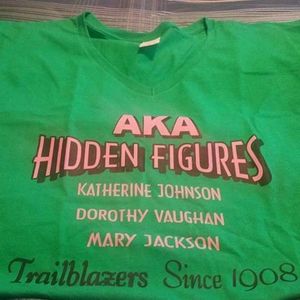 AKA
HIDDEN FIGURES
KATHERINE JOHNSON
DOROTHY VAUGHAN
MARY JACKSON
Trailblazers Since 1908